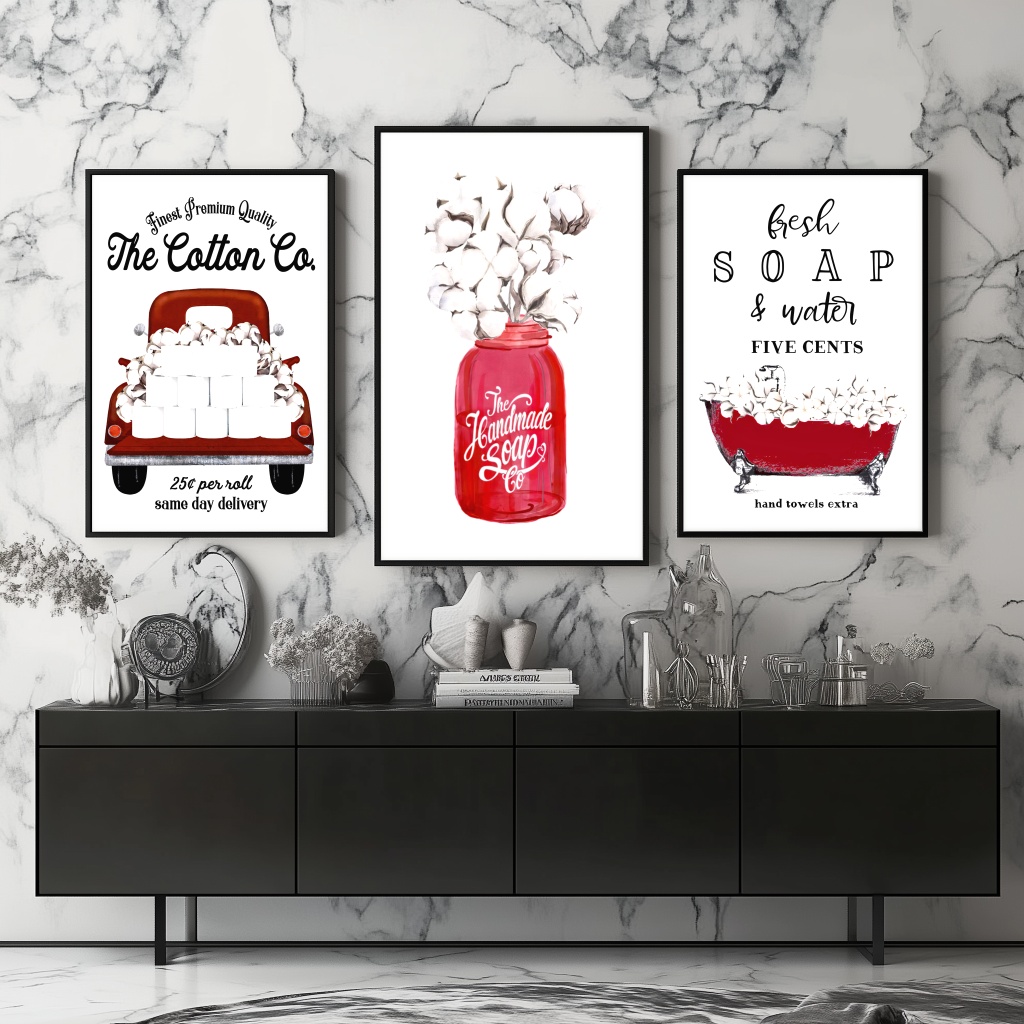 Finest Premium Quality
The Cotton Co.
25¢ per roll
same day delivery
The
Handmade
Soap
Co
fresh
SOAP
& water
FIVE CENTS
hand towels extra